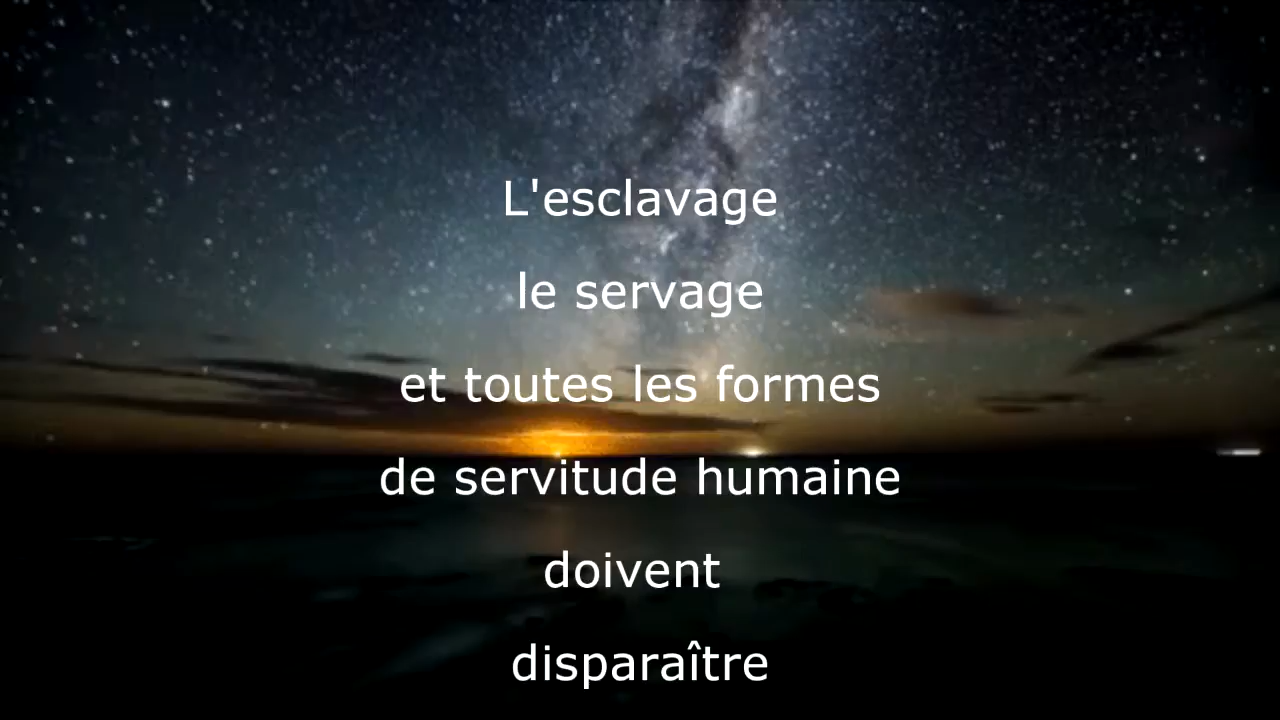 L'esclavage
le servage
et toutes les formes
de servitude humaine
doivent
disparaître